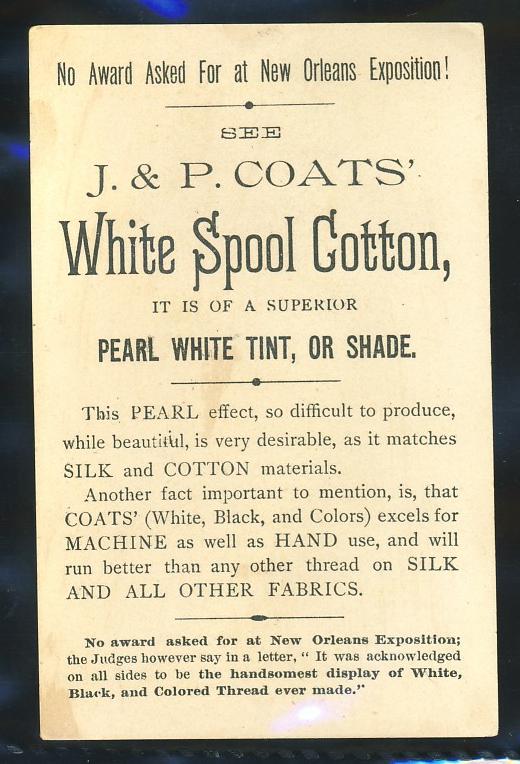 No Award Asked For at New Orleans Exposition!
SEE
J. & P. COATS'
White Spool Cotton,
IT IS OF A SUPERIOR
PEARL WHITE TINT, OR SHADE.
This PEARL effect, so difficult to produce,
while beautiful, is very desirable, as it matches
SILK and COTTON materials.
Another fact important to mention, is, that
COATS' (White, Black, and Colors) excels for
MACHINE as well as HAND use, and will
run better than any other thread on SILK
AND ALL OTHER FABRICS.
No award asked for at New Orleans Exposition;
the Judges however say in a letter, "It was acknowledged
on all sides to be the handsomest display of White,
Black, and Colored Thread ever made."